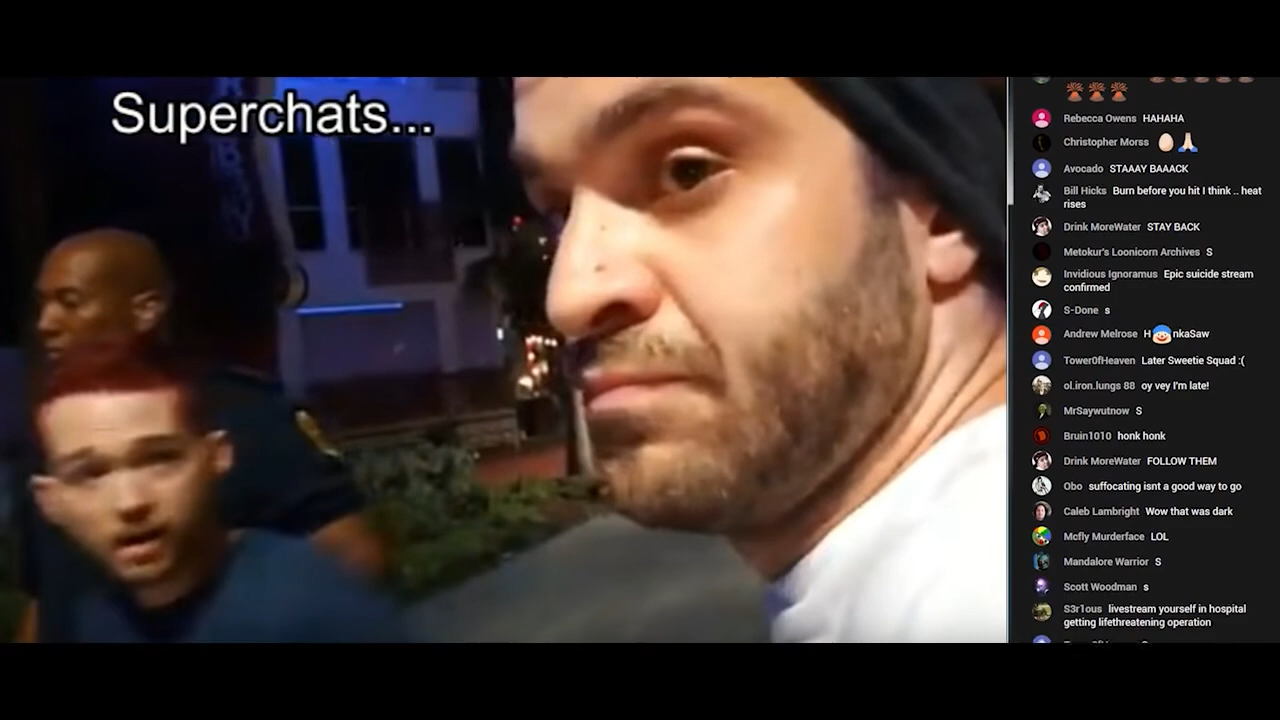 Superchats...
Rebecca Owens HAHAHA
Christopher Morss 🥚🙏🏻
Avocado STAAAY BAAACK
Bill Hicks Burn before you hit I think .. heat
rises
Drink MoreWater STAY BACK
Metokur's Loonicorn Archives S
Invidious Ignoramus Epic suicide stream
confirmed
S-Done s
Andrew Melrose H🤡nkaSaw
Tower0fHeaven Later Sweetie Squad :(
ol.iron.lungs 88 oy vey I'm late!
MrSaywutnow S
Bruin1010 honk honk
Drink MoreWater FOLLOW THEM
Obo suffocating isnt a good way to go
Caleb Lambright Wow that was dark
Mcfly Murderface LOL
Mandalore Warrior S
Scott Woodman s
S3r1ous livestream yourself in hospital
getting lifethreatening operation